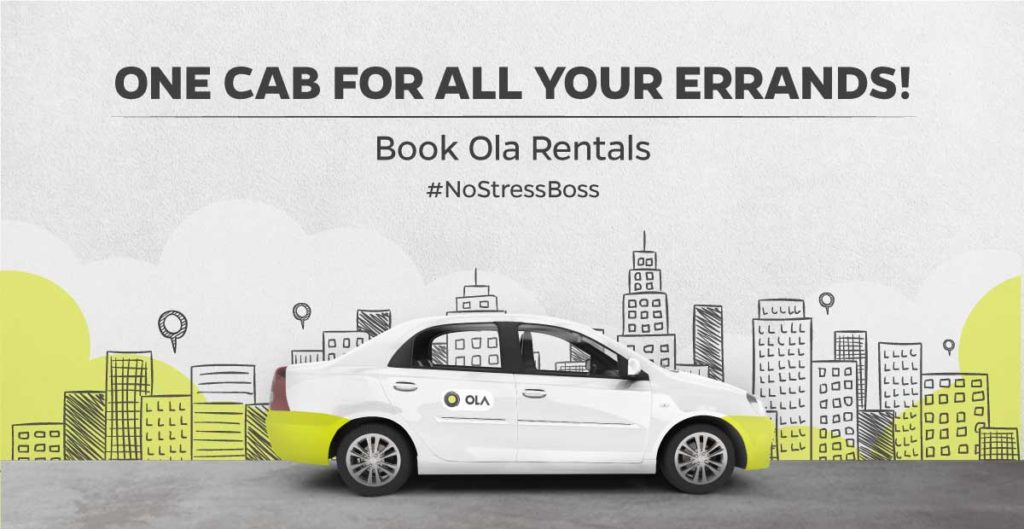 ONE CAB FOR ALL YOUR ERRANDS!
Book Ola Rentals
#NoStressBoss
OLA